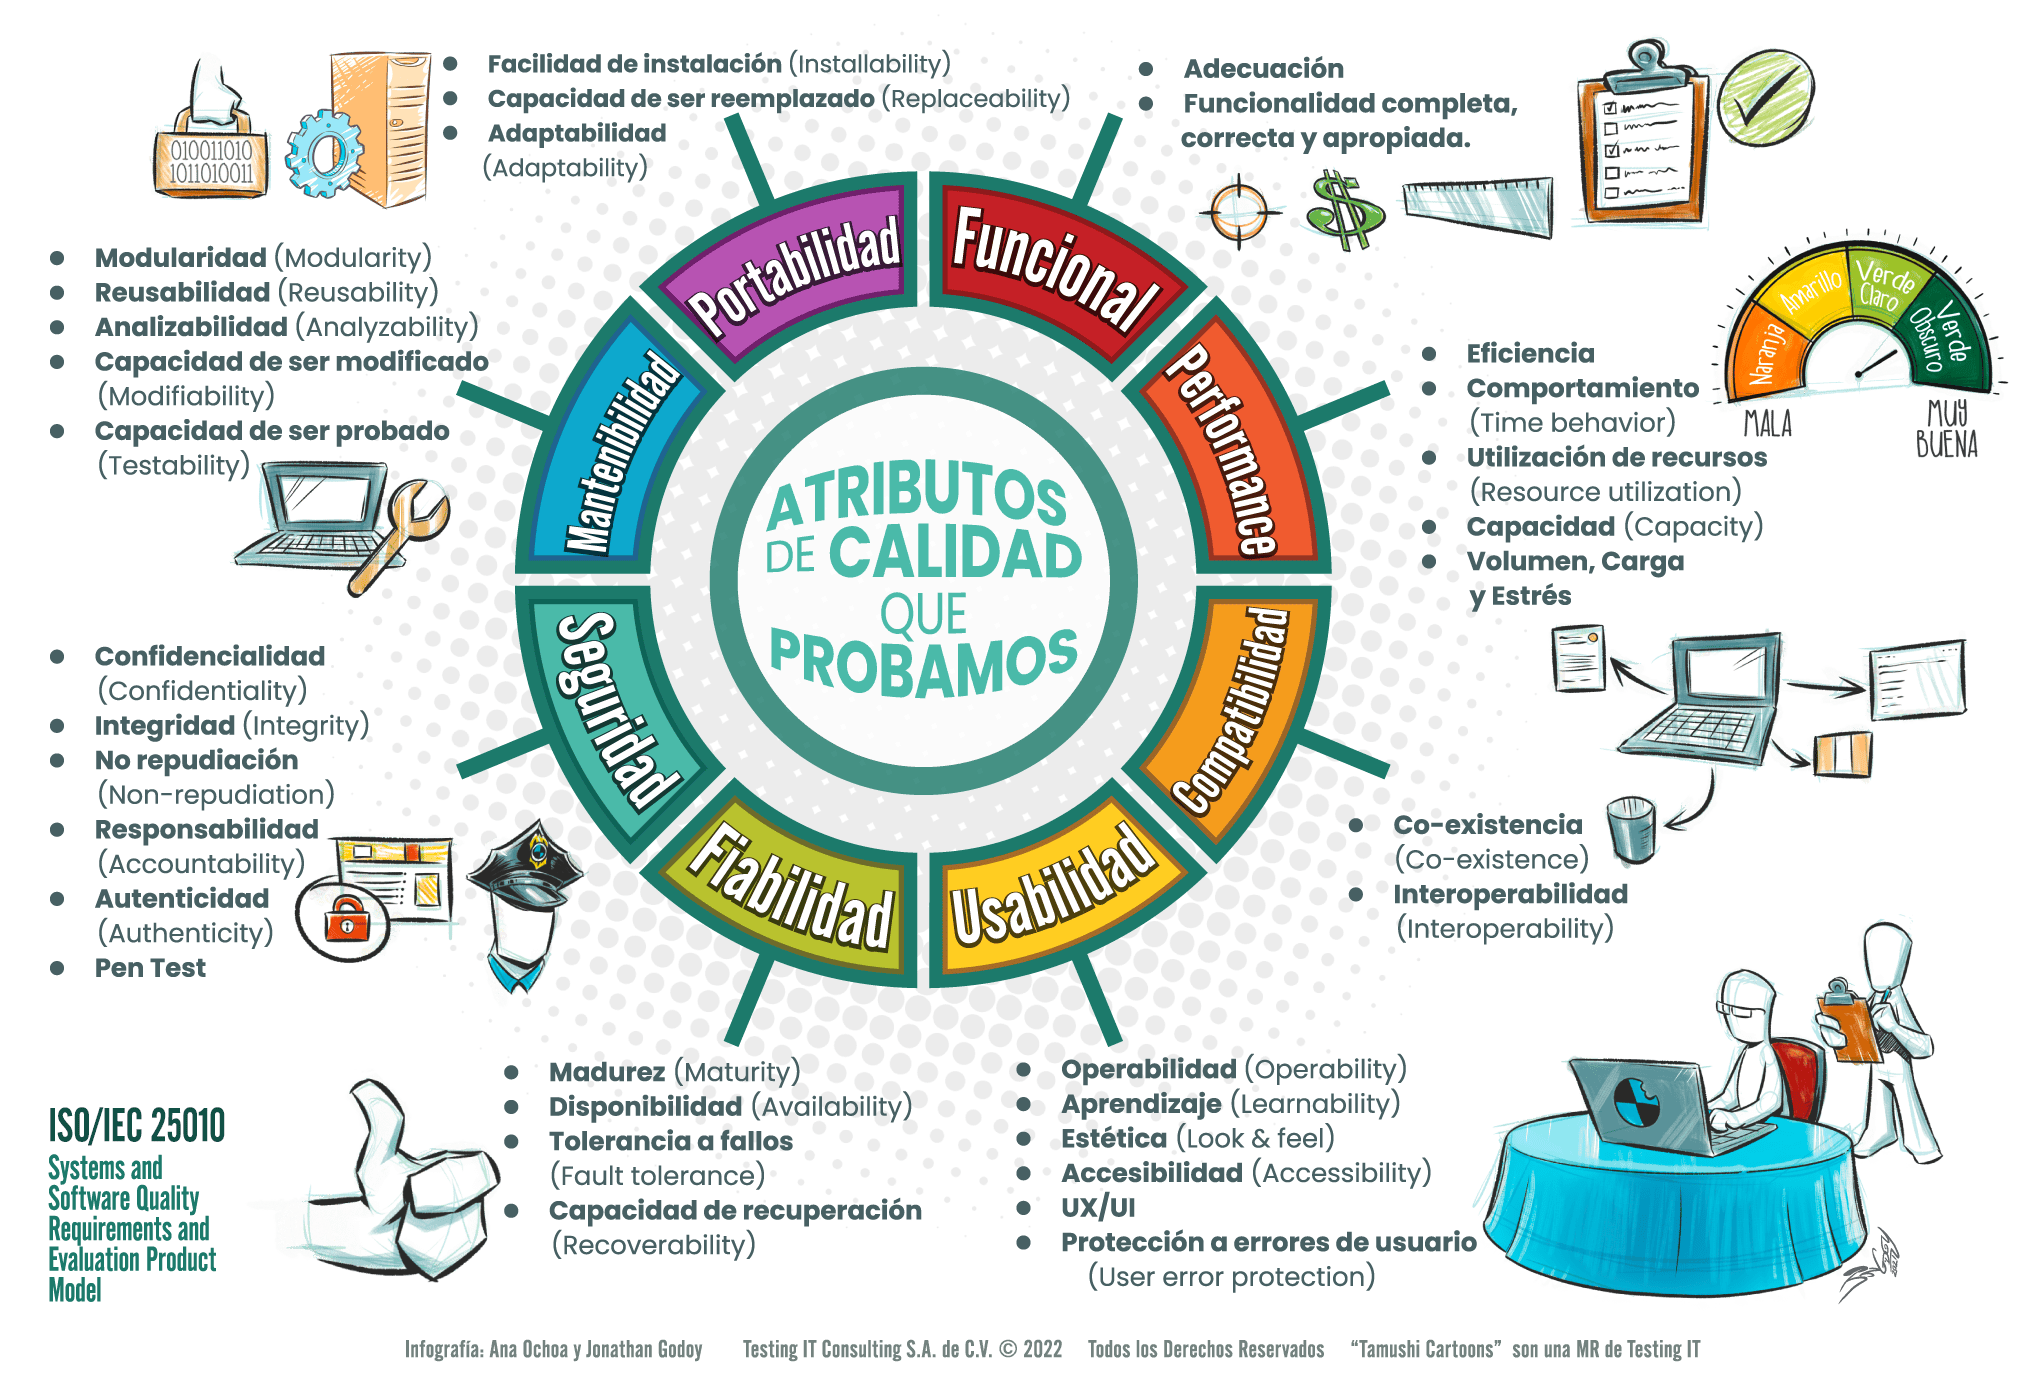 Facilidad de instalación (Installability)
Capacidad de ser reemplazado (Replaceability)
Adaptabilidad
(Adaptability)
010011010
1011010011
Adecuación
Funcionalidad completa,
correcta y apropiada.
Modularidad (Modularity)
Reusabilidad (Reusability)
Analizabilidad (Analyzability)
Capacidad de ser modificado
(Modifiability)
Capacidad de ser probado
(Testability)
Portabilidad
Funcional
Mantenibilidad
Performance
Seguridad
Compatibilidad
Fiabilidad
Usabilidad
ATRIBUTOS
DE CALIDAD
QUE
PROBAMOS
Naranja
Amarillo
Verde
Claro
Verde
Obscuro
MALA
MUY
BUENA
Eficiencia
Comportamiento
(Time behavior)
Utilización de recursos
(Resource utilization)
Capacidad (Capacity)
Volumen, Carga
y Estrés
Confidencialidad
(Confidentiality)
Integridad (Integrity)
No repudiación
(Non-repudiation)
Responsabilidad
(Accountability)
Autenticidad
(Authenticity)
Pen Test
Co-existencia
(Co-existence)
Interoperabilidad
(Interoperability)
Madurez (Maturity)
Disponibilidad (Availability)
Tolerancia a fallos
(Fault tolerance)
Capacidad de recuperación
(Recoverability)
Operabilidad (Operability)
Aprendizaje (Learnability)
Estética (Look & feel)
Accesibilidad (Accessibility)
UX/UI
Protección a errores de usuario
(User error protection)
ISO/IEC 25010
Systems and
Software Quality
Requirements and
Evaluation Product
Model
Infografía: Ana Ochoa y Jonathan Godoy Testing IT Consulting S.A. de C.V. © 2022 Todos los Derechos Reservados “Tamushi Cartoons” son una MR de Testing IT